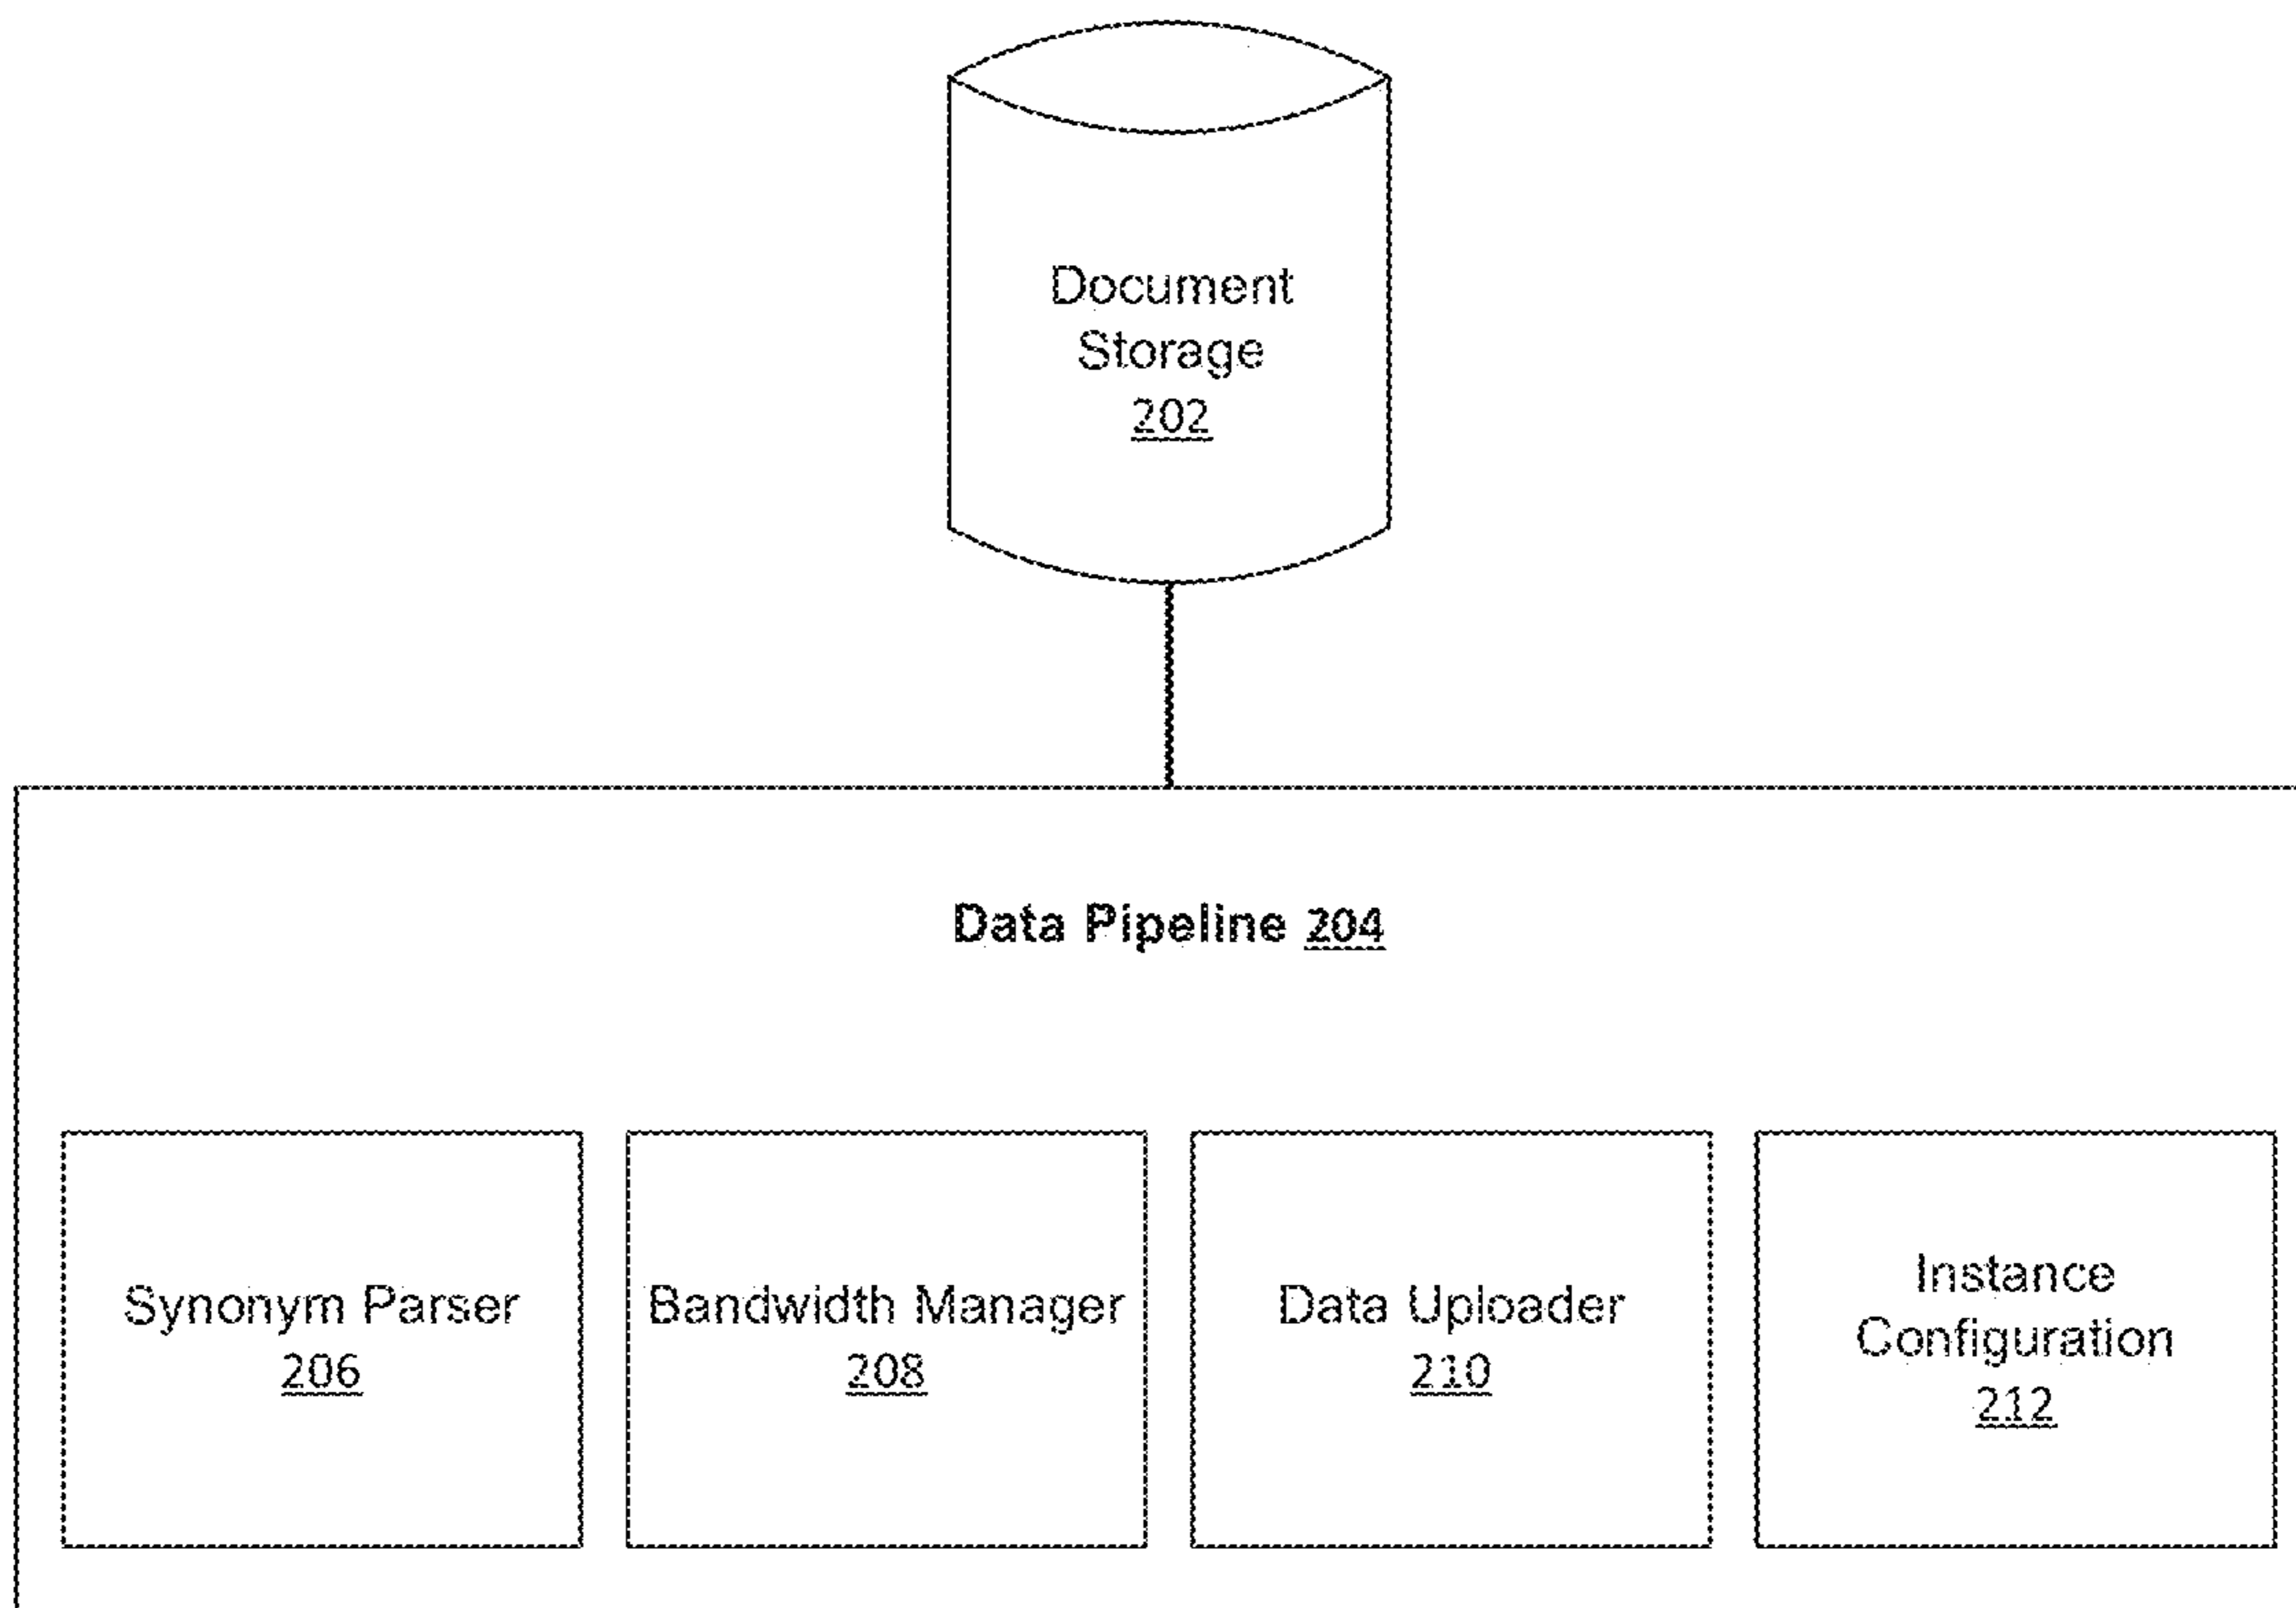 Document
Storage
202
Data Pipeline 204
Synonym Parser
206
Bandwidth Manager
208
Data Uploader
210
Instance
Configuration
212